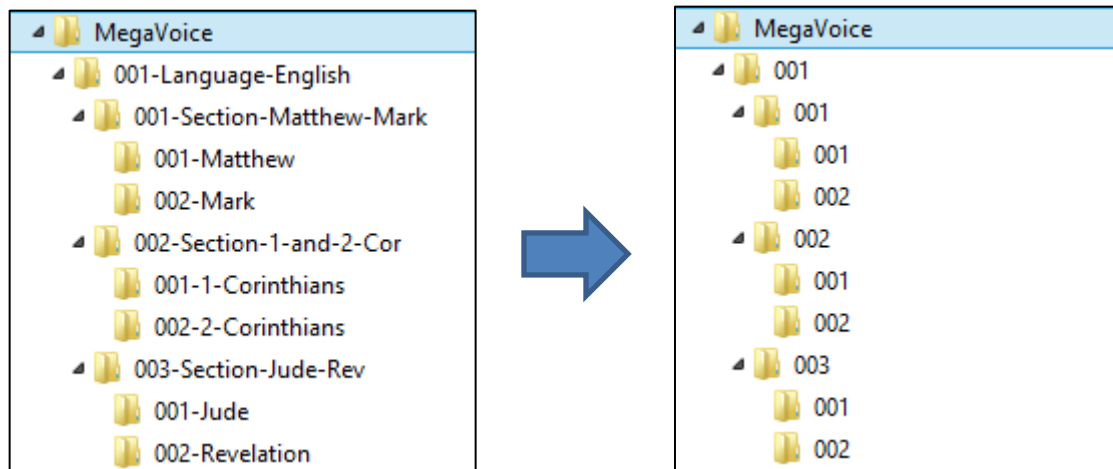 MegaVoice
001-Language-English
001-Section-Matthew-Mark
001-Matthew
002-Mark
002-Section-1-and-2-Cor
001-1-Corinthians
002-2-Corinthians
003-Section-Jude-Rev
001-Jude
002-Revelation
MegaVoice
001
001
001
002
002
001
002
003
001
002